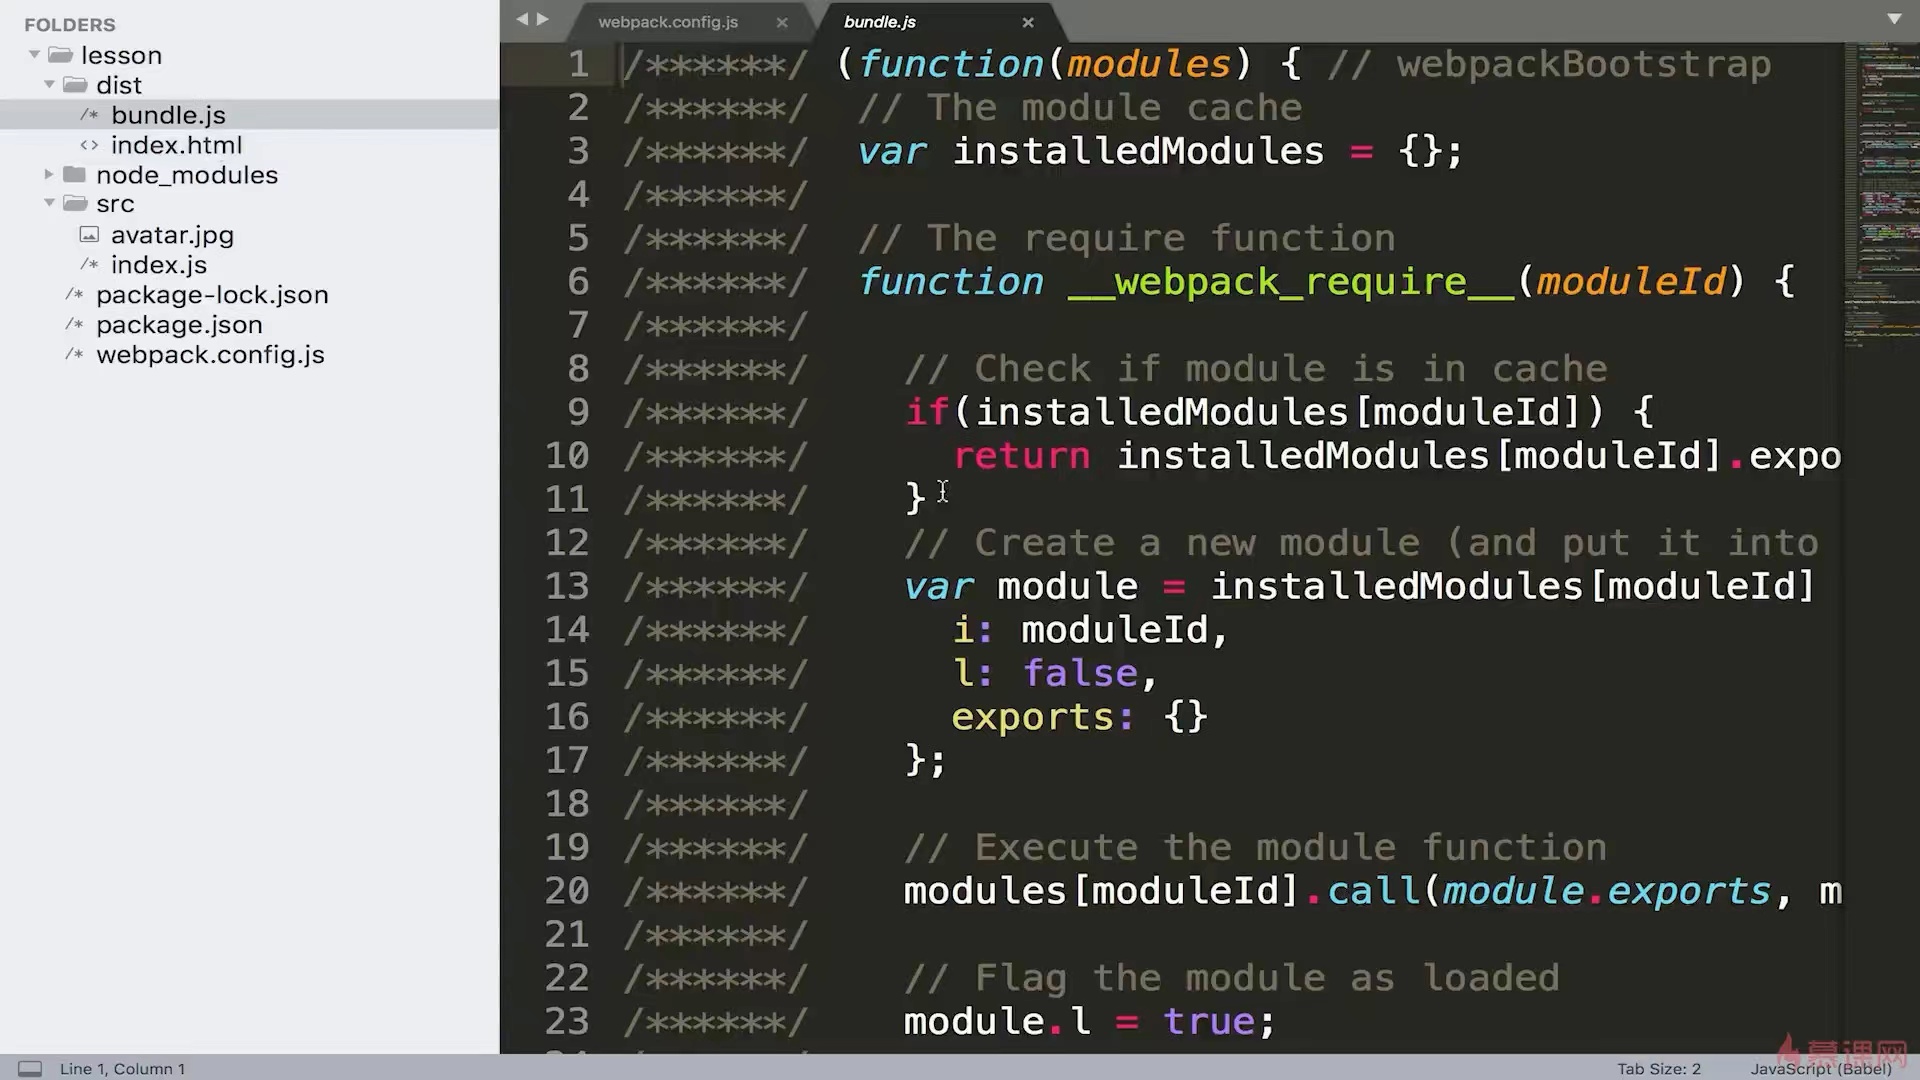 FOLDERS
lesson
dist
/* bundle.js
<> index.html
node_modules
src
avatar.jpg
/* index.js
/* package-lock.json
/* package.json
/* webpack.config.js
webpack.config.js ×
bundle.js ×
1 /******/ (function(modules) { // webpackBootstrap
2 /******/ // The module cache
3 /******/ var installedModules = {};
4 /******/
5 /******/ // The require function
6 /******/ function __webpack_require__(moduleId) {
7 /******/
8 /******/ // Check if module is in cache
9 /******/ if(installedModules[moduleId]) {
10 /******/ return installedModules[moduleId].expo
11 /******/ }
12 /******/ // Create a new module (and put it into
13 /******/ var module = installedModules[moduleId]
14 /******/ i: moduleId,
15 /******/ l: false,
16 /******/ exports: {}
17 /******/ };
18 /******/
19 /******/ // Execute the module function
20 /******/ modules[moduleId].call(module.exports, m
21 /******/
22 /******/ // Flag the module as loaded
23 /******/ module.l = true;
Line 1, Column 1
Tab Size: 2
JavaScript (Babel)
慕课网